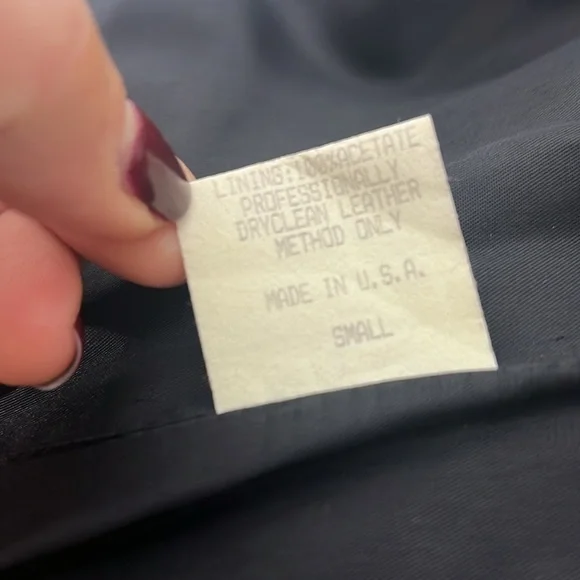 LINING:100%ACETATE
PROFESSIONALLY
DRYCLEAN LEATHER
METHOD ONLY
MADE IN U.S.A.
SMALL